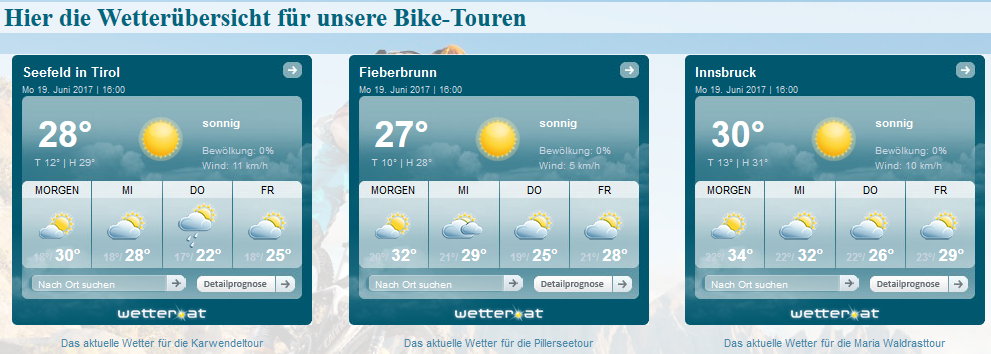 Hier die Wetterübersicht für unsere Bike-Touren
Seefeld in Tirol
Mo 19. Juni 2017 | 16:00
28°
sonnig
T 12° | H 29°
Bewölkung: 0%
Wind: 11 km/h
MORGEN MI DO FR
30° 18°/ 28° 17°/ 22° 18°/ 25°
Nach Ort suchen
Detailprognose
wetter.at
Das aktuelle Wetter für die Karwendeltour
Fieberbrunn
Mo 19. Juni 2017 | 16:00
27°
sonnig
T 10° | H 28°
Bewölkung: 0%
Wind: 5 km/h
MORGEN MI DO FR
32° 21°/ 29° 19°/ 25° 21°/ 28°
Nach Ort suchen
Detailprognose
wetter.at
Das aktuelle Wetter für die Pillerseetour
Innsbruck
Mo 19. Juni 2017 | 16:00
30°
sonnig
T 13° | H 31°
Bewölkung: 0%
Wind: 10 km/h
MORGEN MI DO FR
34° 22°/ 32° 22°/ 26° 23°/ 29°
Nach Ort suchen
Detailprognose
wetter.at
Das aktuelle Wetter für die Maria Waldrasttour